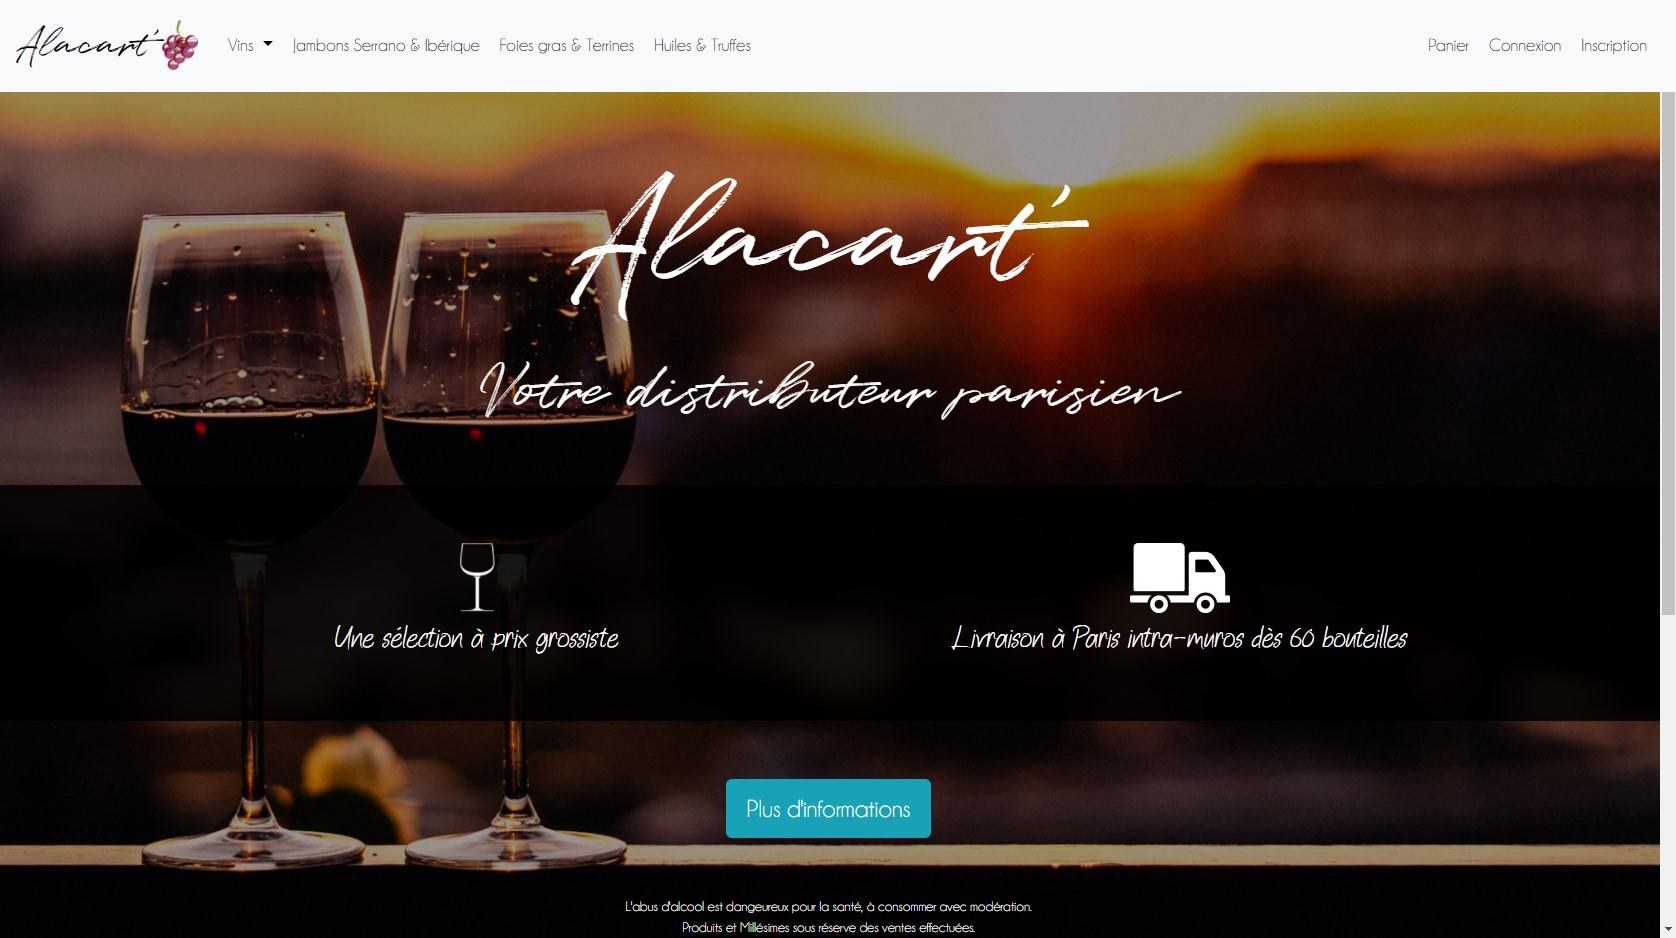 Alacart'
Vins
Jambons Serrano & Ibérique
Foies gras & Terrines
Huiles & Truffes
Panier
Connexion
Inscription
Alacart'
Votre distributeur parisien
Une sélection à prix grossiste
Livraison à Paris intra-muros dès 60 bouteilles
Plus d'informations
L'abus d'alcool est dangeureux pour la santé, à consommer avec modération.
Produits et Millésimes sous réserve des ventes effectuées.